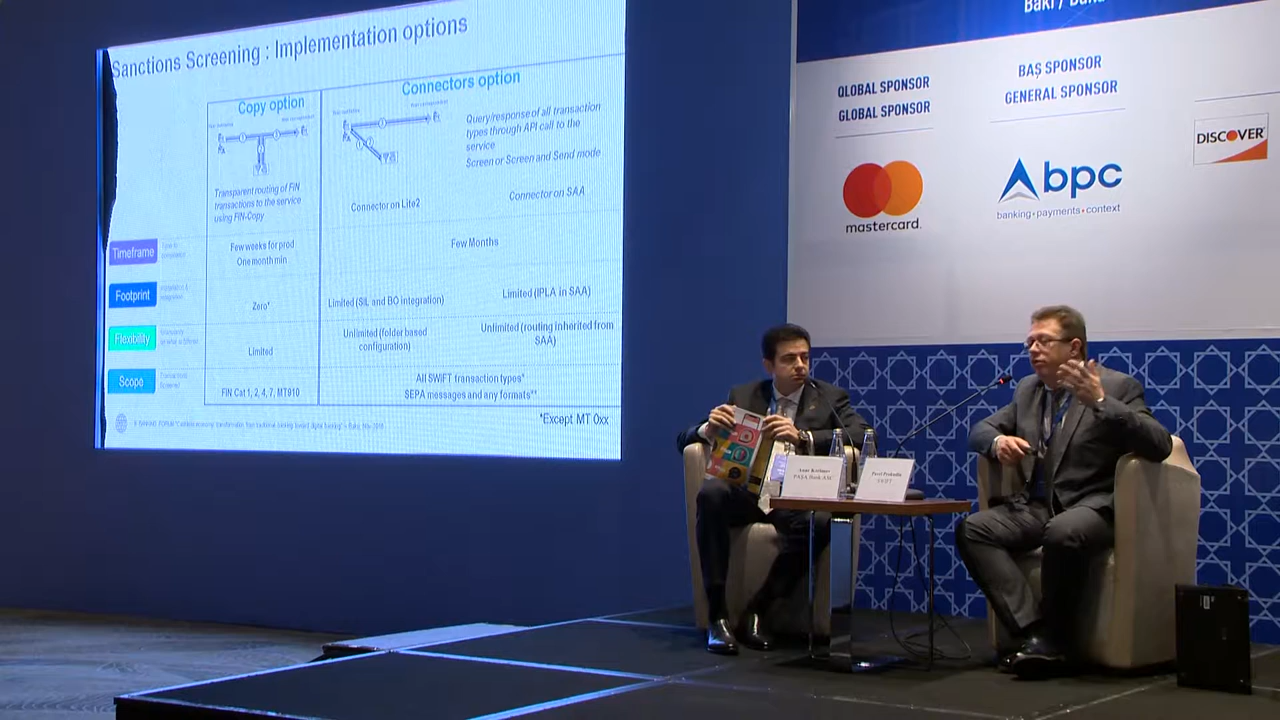 Sanctions Screening : Implementation options
Copy option
Connectors option
Transparent routing of FIN
transactions to the service
using FIN-Copy
Query/response of all transaction
types through API call to the
service
Screen or Screen and Send mode
Connector on Lite2
Connector on SAA
Timeframe
Few weeks for prod
One month min
Few Months
Footprint
Zero*
Limited (SIL and BO integration)
Limited (IPLA in SAA)
Flexibility
Limited
Unlimited (folder based
configuration)
Unlimited (routing inherited from
SAA)
Scope
FIN Cat 1, 2, 4, 7, MT910
All SWIFT transaction types*
SEPA messages and any formats**
*Except MT 0xx
QLOBAL SPONSOR
GLOBAL SPONSOR
mastercard.
BAŞ SPONSOR
GENERAL SPONSOR
bpc
banking•payments•context
DISCOVER
PAŞA Bank
SWIFT